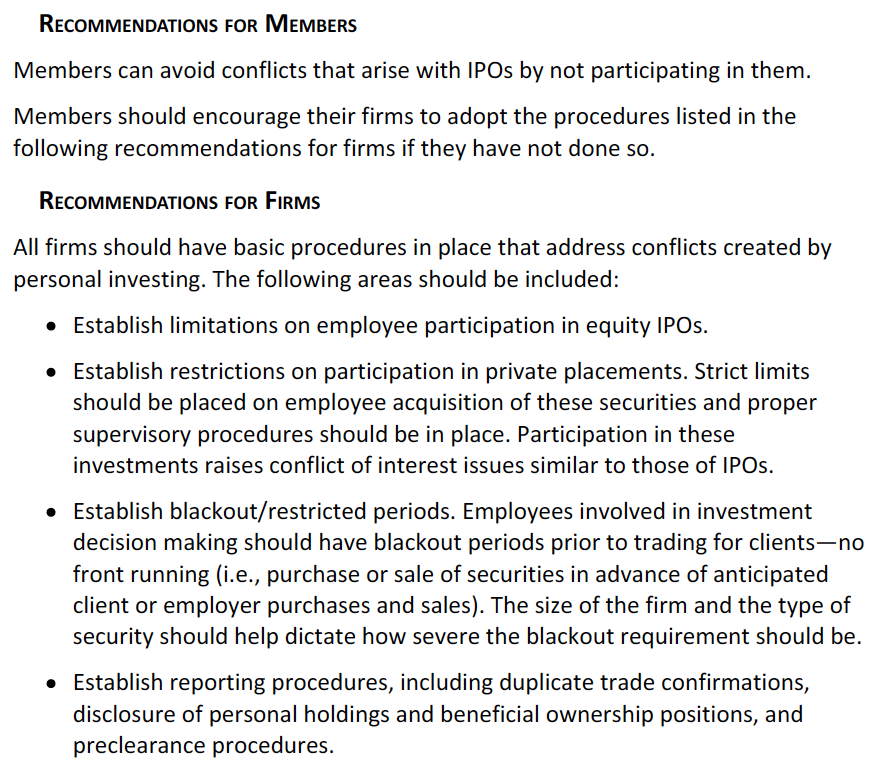 RECOMMENDATIONS FOR MEMBERS
Members can avoid conflicts that arise with IPOs by not participating in them.
Members should encourage their firms to adopt the procedures listed in the
following recommendations for firms if they have not done so.
RECOMMENDATIONS FOR FIRMS
All firms should have basic procedures in place that address conflicts created by
personal investing. The following areas should be included:
• Establish limitations on employee participation in equity IPOs.
• Establish restrictions on participation in private placements. Strict limits
should be placed on employee acquisition of these securities and proper
supervisory procedures should be in place. Participation in these
investments raises conflict of interest issues similar to those of IPOs.
• Establish blackout/restricted periods. Employees involved in investment
decision making should have blackout periods prior to trading for clients—no
front running (i.e., purchase or sale of securities in advance of anticipated
client or employer purchases and sales). The size of the firm and the type of
security should help dictate how severe the blackout requirement should be.
• Establish reporting procedures, including duplicate trade confirmations,
disclosure of personal holdings and beneficial ownership positions, and
preclearance procedures.